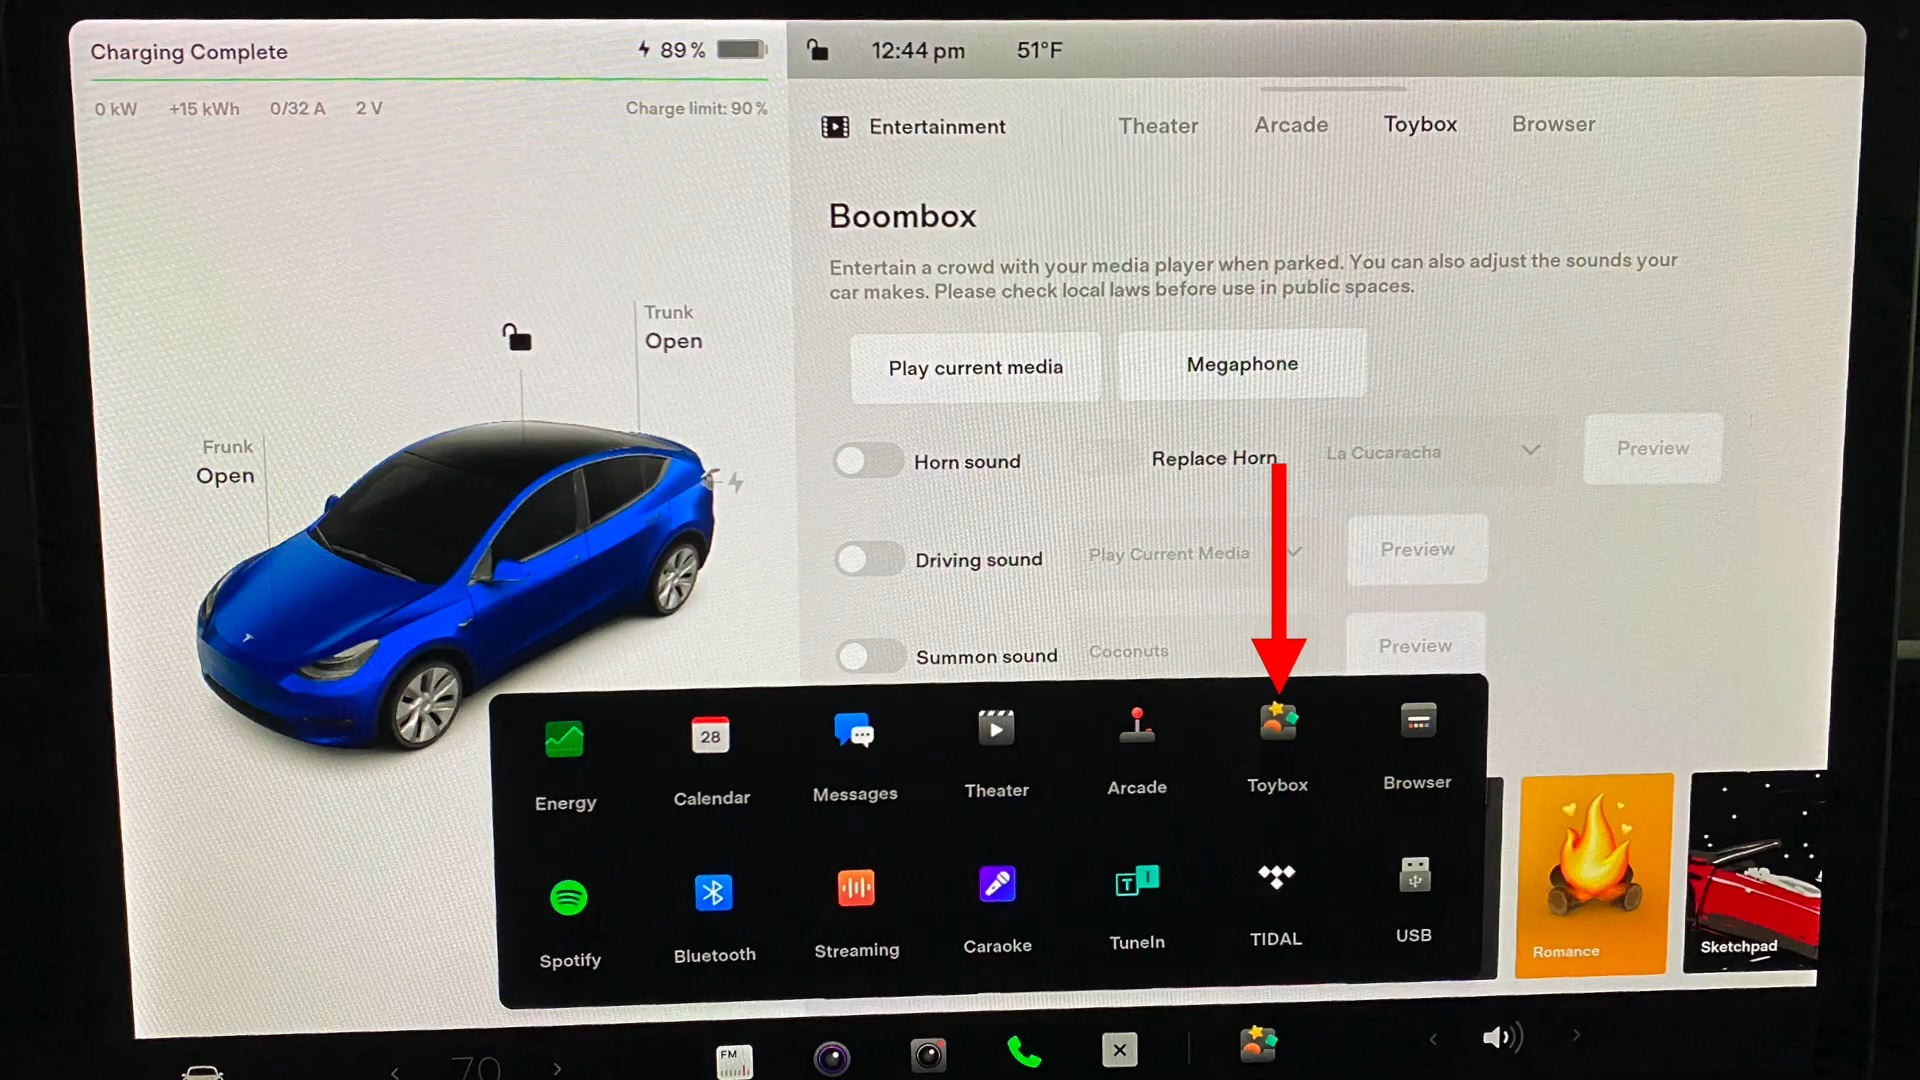 Charging Complete
89 %
0 kW +15 kWh 0/32 A 2 V
Charge limit: 90 %
Trunk
Open
Frunk
Open
12:44 pm 51°F
Entertainment
Theater Arcade Toybox Browser
Boombox
Entertain a crowd with your media player when parked. You can also adjust the sounds your
car makes. Please check local laws before use in public spaces.
Play current media
Megaphone
Horn sound
Replace Horn
La Cucaracha
Preview
Driving sound
Play Current Media
Preview
Summon sound
Coconuts
Preview
28
Energy
Calendar
Messages
Theater
Arcade
Toybox
Browser
T I
Spotify
Bluetooth
Streaming
Caraoke
TuneIn
TIDAL
USB
Romance
Sketchpad
70
FM